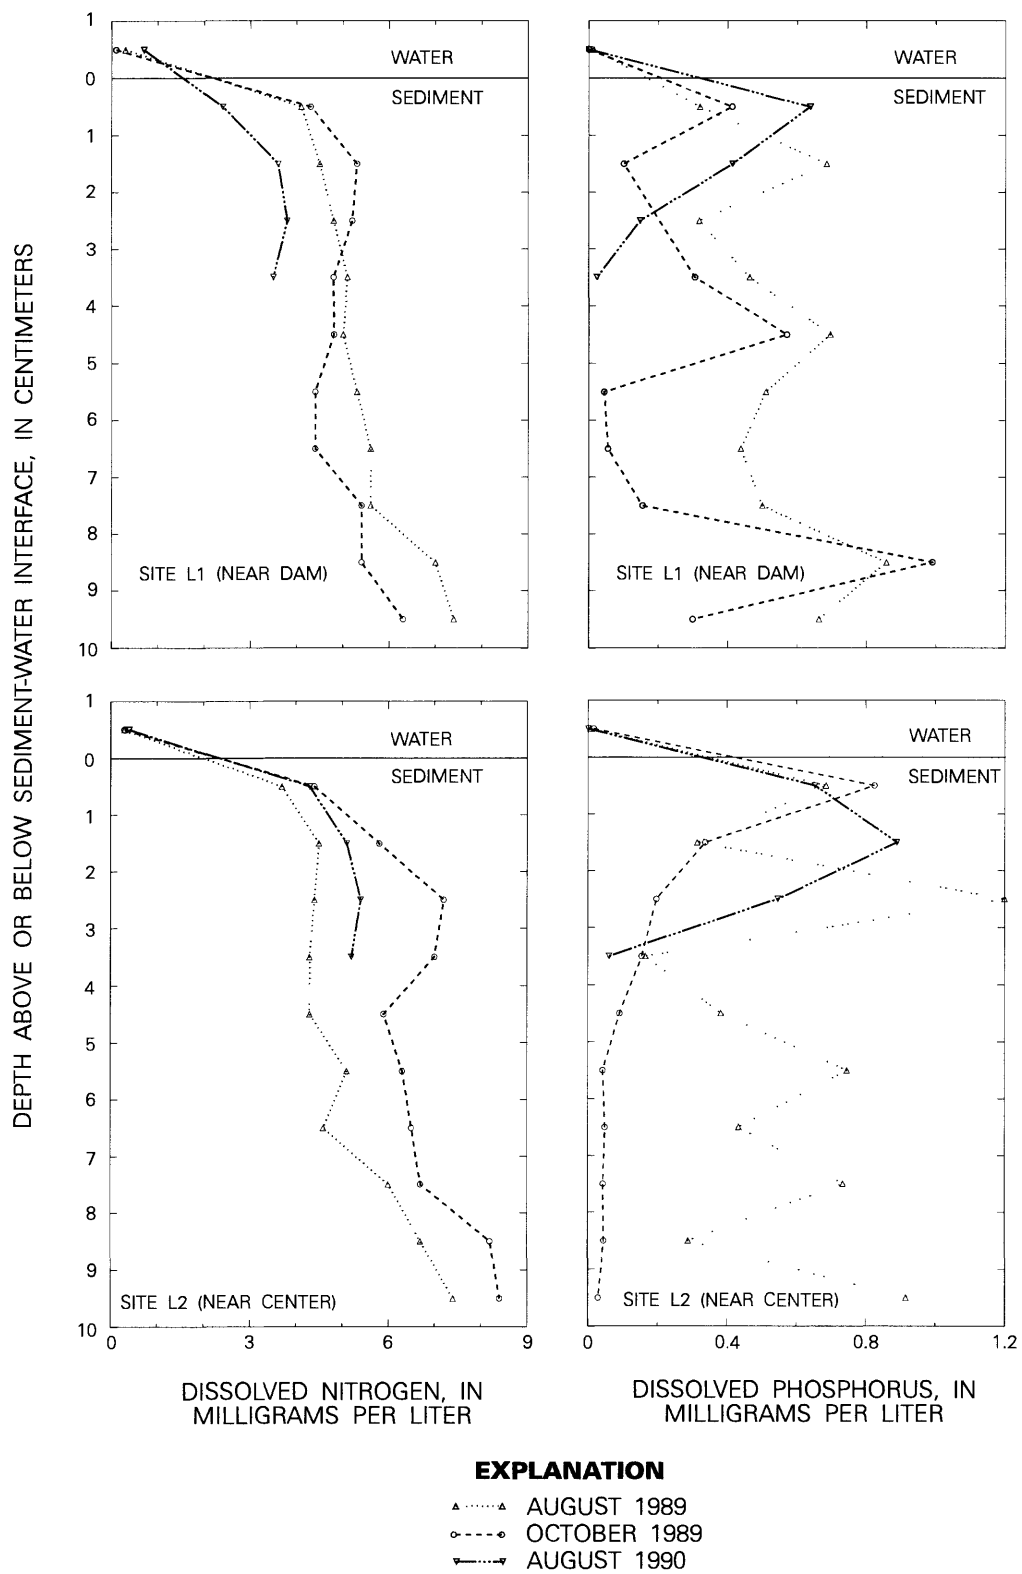 DEPTH ABOVE OR BELOW SEDIMENT-WATER INTERFACE, IN CENTIMETERS
1
0
1
2
3
4
5
6
7
8
9
10
WATER
SEDIMENT
SITE L1 (NEAR DAM)
WATER
SEDIMENT
SITE L1 (NEAR DAM)
1
0
1
2
3
4
5
6
7
8
9
10
WATER
SEDIMENT
SITE L2 (NEAR CENTER)
0 3 6 9
WATER
SEDIMENT
SITE L2 (NEAR CENTER)
0 0.4 0.8 1.2
DISSOLVED NITROGEN, IN
MILLIGRAMS PER LITER
DISSOLVED PHOSPHORUS, IN
MILLIGRAMS PER LITER
EXPLANATION
AUGUST 1989
OCTOBER 1989
AUGUST 1990